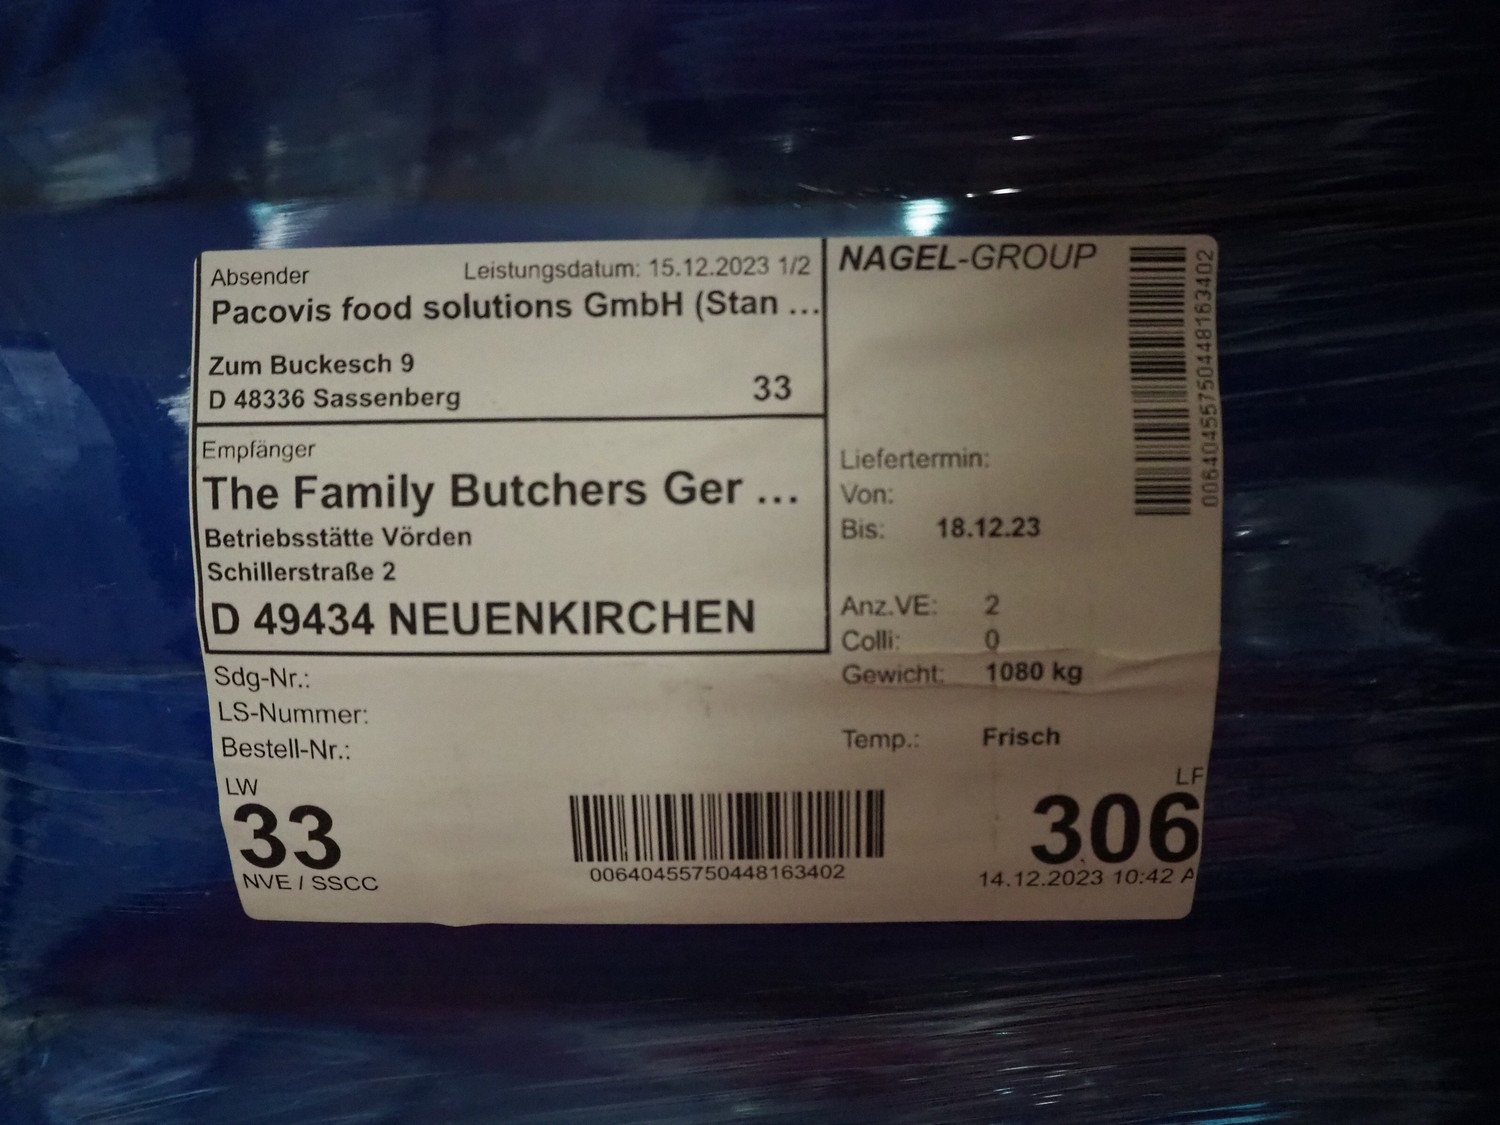 Absender Leistungsdatum: 15.12.2023 1/2
Pacovis food solutions GmbH (Stan ...
Zum Buckesch 9
D 48336 Sassenberg 33
Empfänger
The Family Butchers Ger ...
Betriebsstätte Vörden
Schillerstraße 2
D 49434 NEUENKIRCHEN
NAGEL-GROUP
00640455750448163402
Liefertermin:
Von:
Bis: 18.12.23
Anz.VE: 2
Colli: 0
Gewicht: 1080 kg
Temp.: Frisch
Sdg-Nr.:
LS-Nummer:
Bestell-Nr.:
LW
33
NVE / SSCC
00640455750448163402
LF
306
14.12.2023 10:42 A